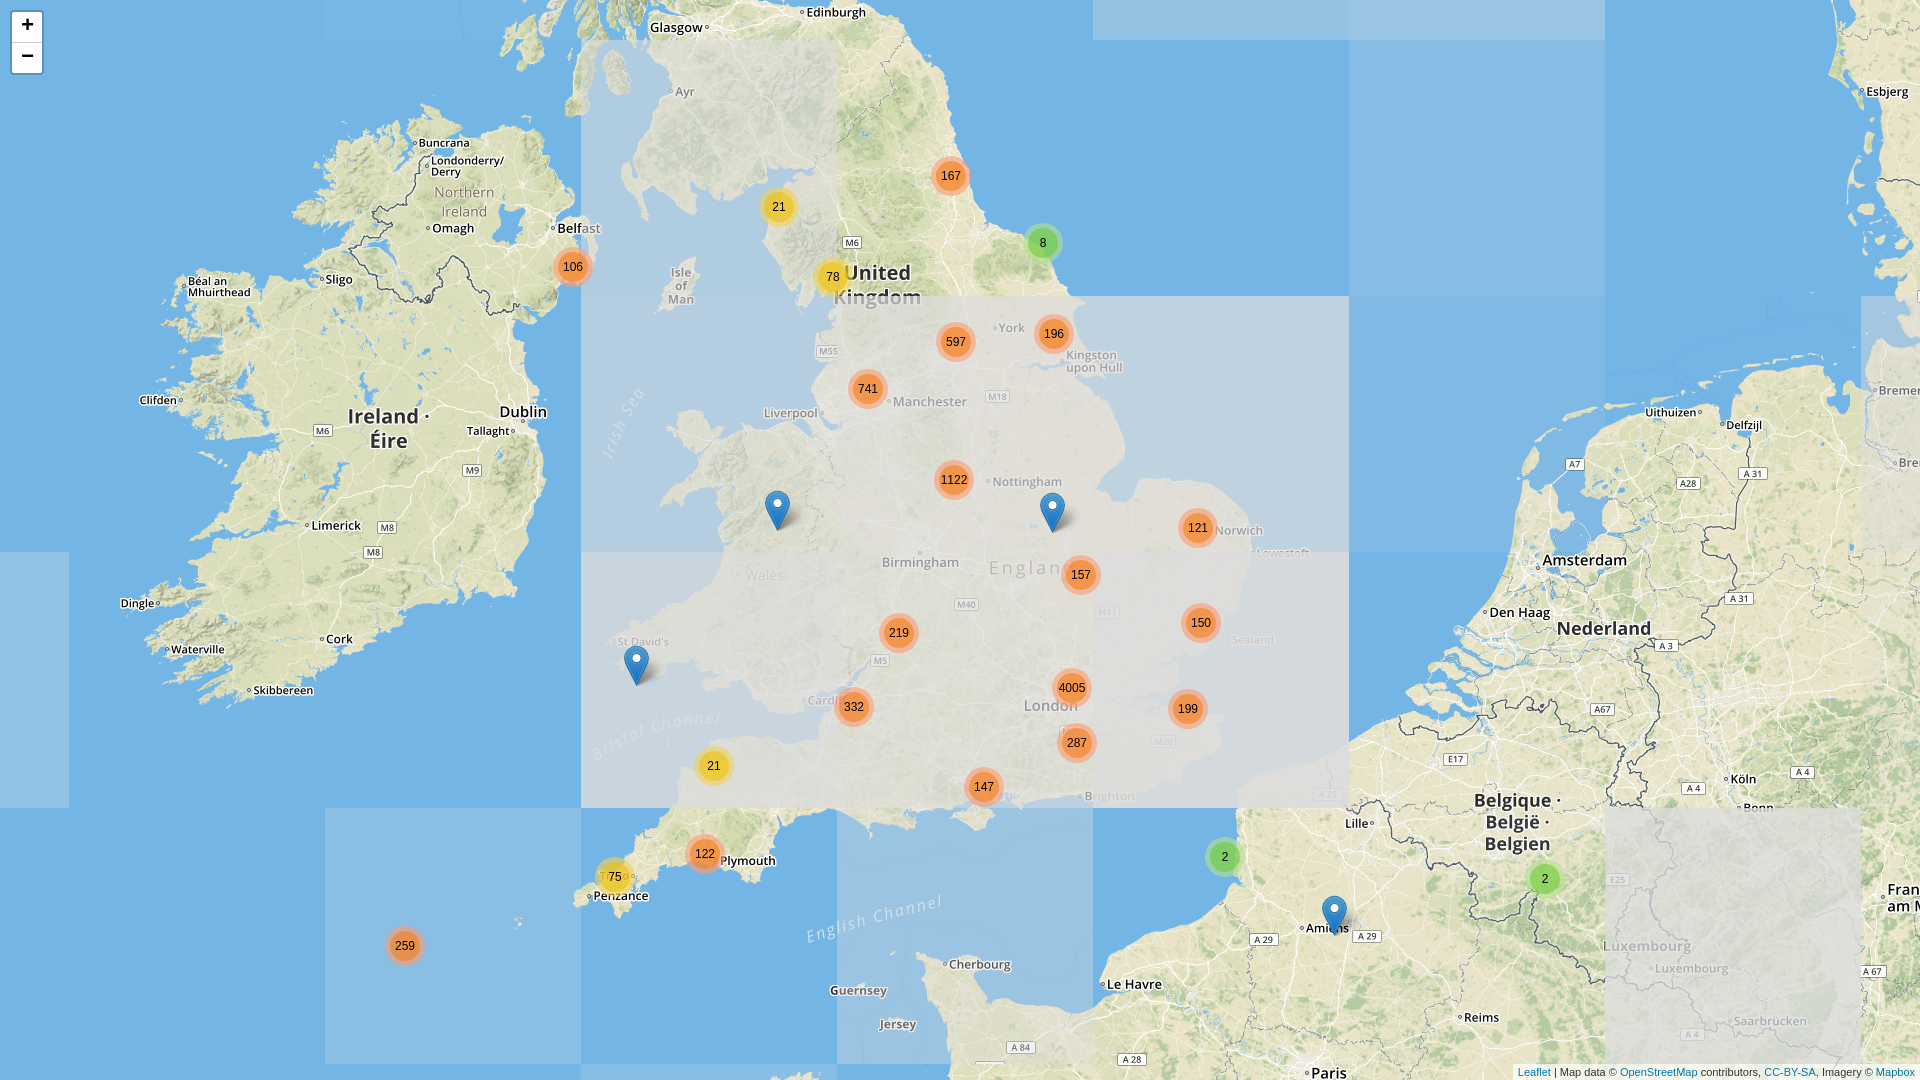 +
−
Glasgow
Edinburgh
Ayr
Esbjerg
Buncrana
Londonderry/
Derry
Northern
Ireland
Omagh
Belfast
167
21
M6
8
106
78
United
Kingdom
Isle
of
Man
Sligo
Béal an
Mhuirthead
York
196
597
M55
Kingston
upon Hull
741
Manchester
M18
Liverpool
Irish Sea
Clifden
Ireland ·
Éire
M6
Dublin
Tallaght
M9
Uithuizen
Delfzijl
A7
A 31
A28
1122
Nottingham
Limerick
M8
M8
121
Norwich
Lowestoft
Birmingham
Wales
157
Amsterdam
M40
M11
A 31
Dingle
Den Haag
Nederland
150
Sealand
219
Cork
St David's
Waterville
A 3
M5
Skibbereen
4005
London
Cardiff
332
199
A67
Bristol Channel
287
M20
E17
21
147
Brighton
A 25
Köln
A 4
A 4
Bonn
Belgique ·
België ·
Belgien
Lille
122
Plymouth
75
Penzance
2
2
E25
Fran
am M
English Channel
Amiens
A 29
A 29
259
Luxembourg
Luxembourg
A 67
Cherbourg
Le Havre
Guernsey
Jersey
Reims
Saarbrücken
A 4
A 84
A 28
Paris
Leaflet | Map data © OpenStreetMap contributors, CC-BY-SA, Imagery © Mapbox